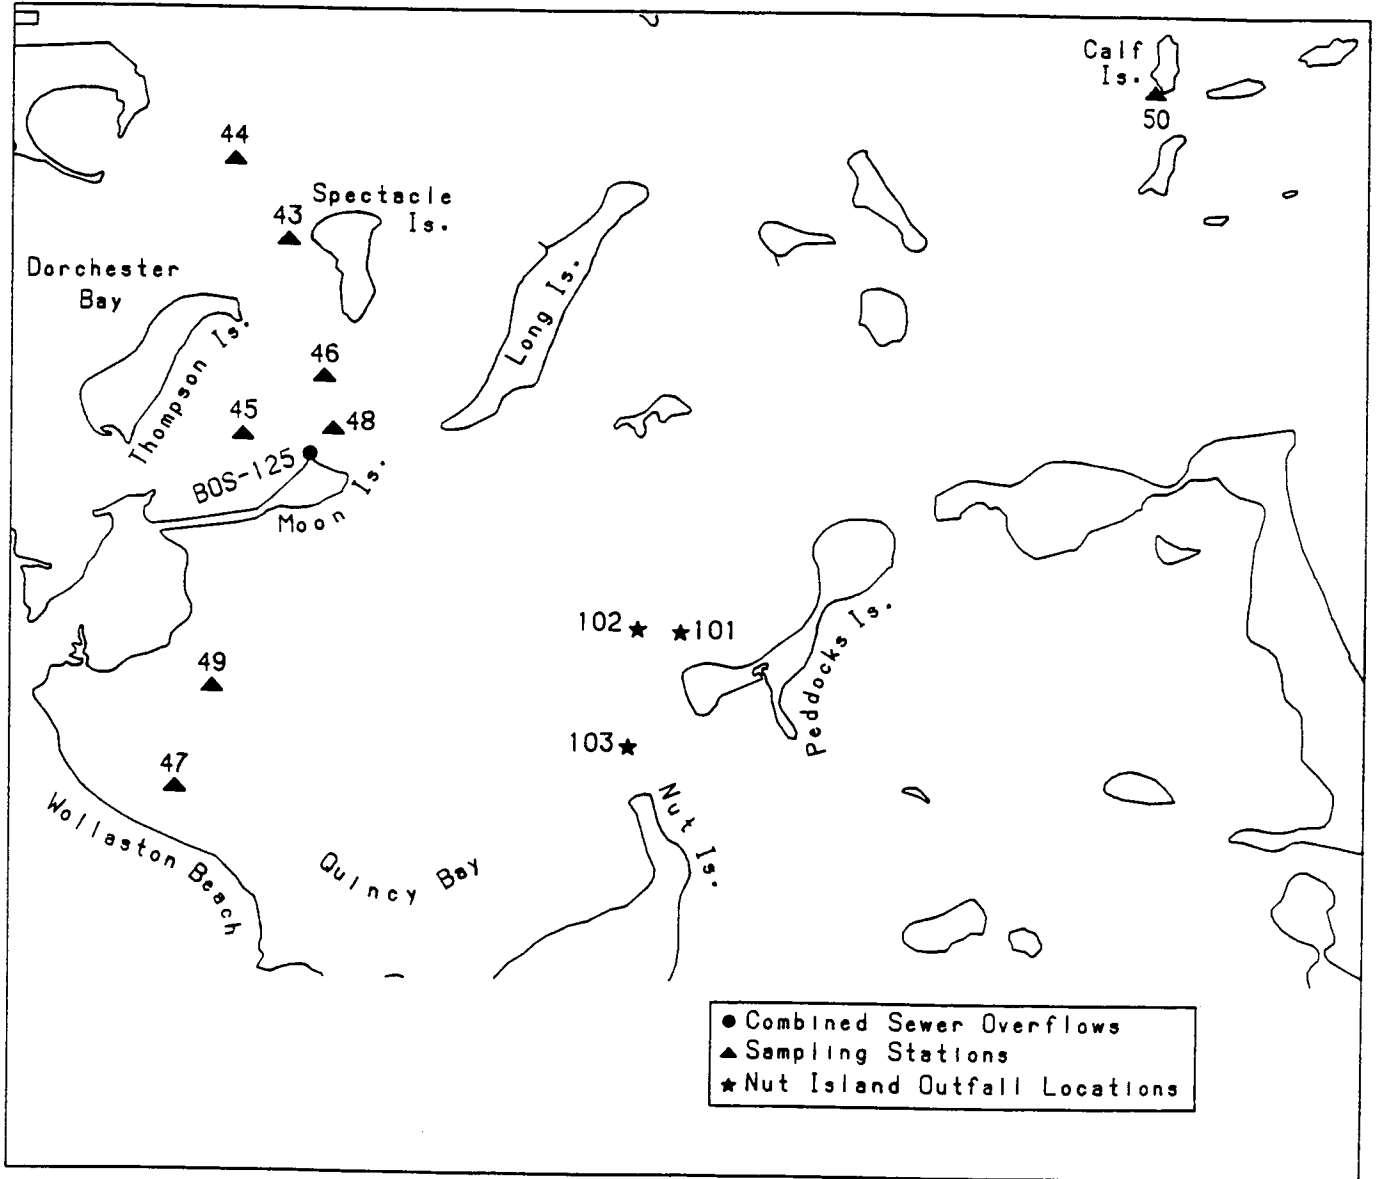 Calf
Is.
50
44
Spectacle
Is.
43
Dorchester
Bay
Thompson Is.
Long Is.
46
45
48
BOS-125
Moon Is.
102
101
Peddocks Is.
49
103
47
Nut Is.
Wollaston Beach
Quincy Bay
Combined Sewer Overflows
Sampling Stations
Nut Island Outfall Locations